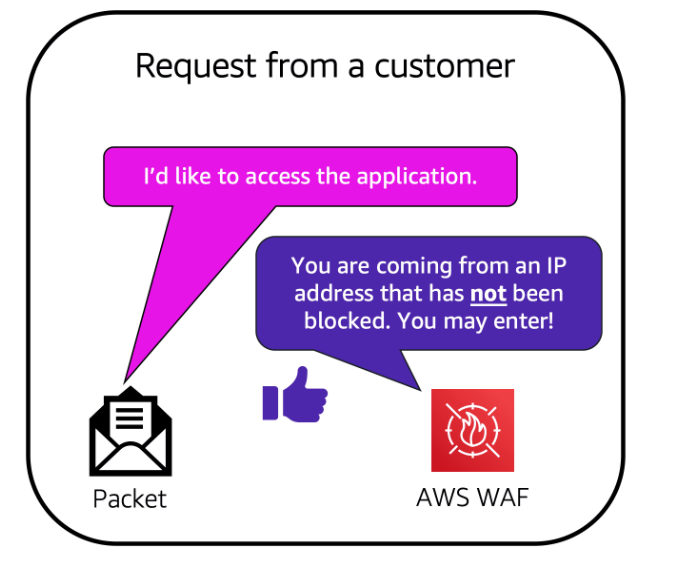 Request from a customer
I’d like to access the application.
You are coming from an IP
address that has not been
blocked. You may enter!
Packet
AWS WAF